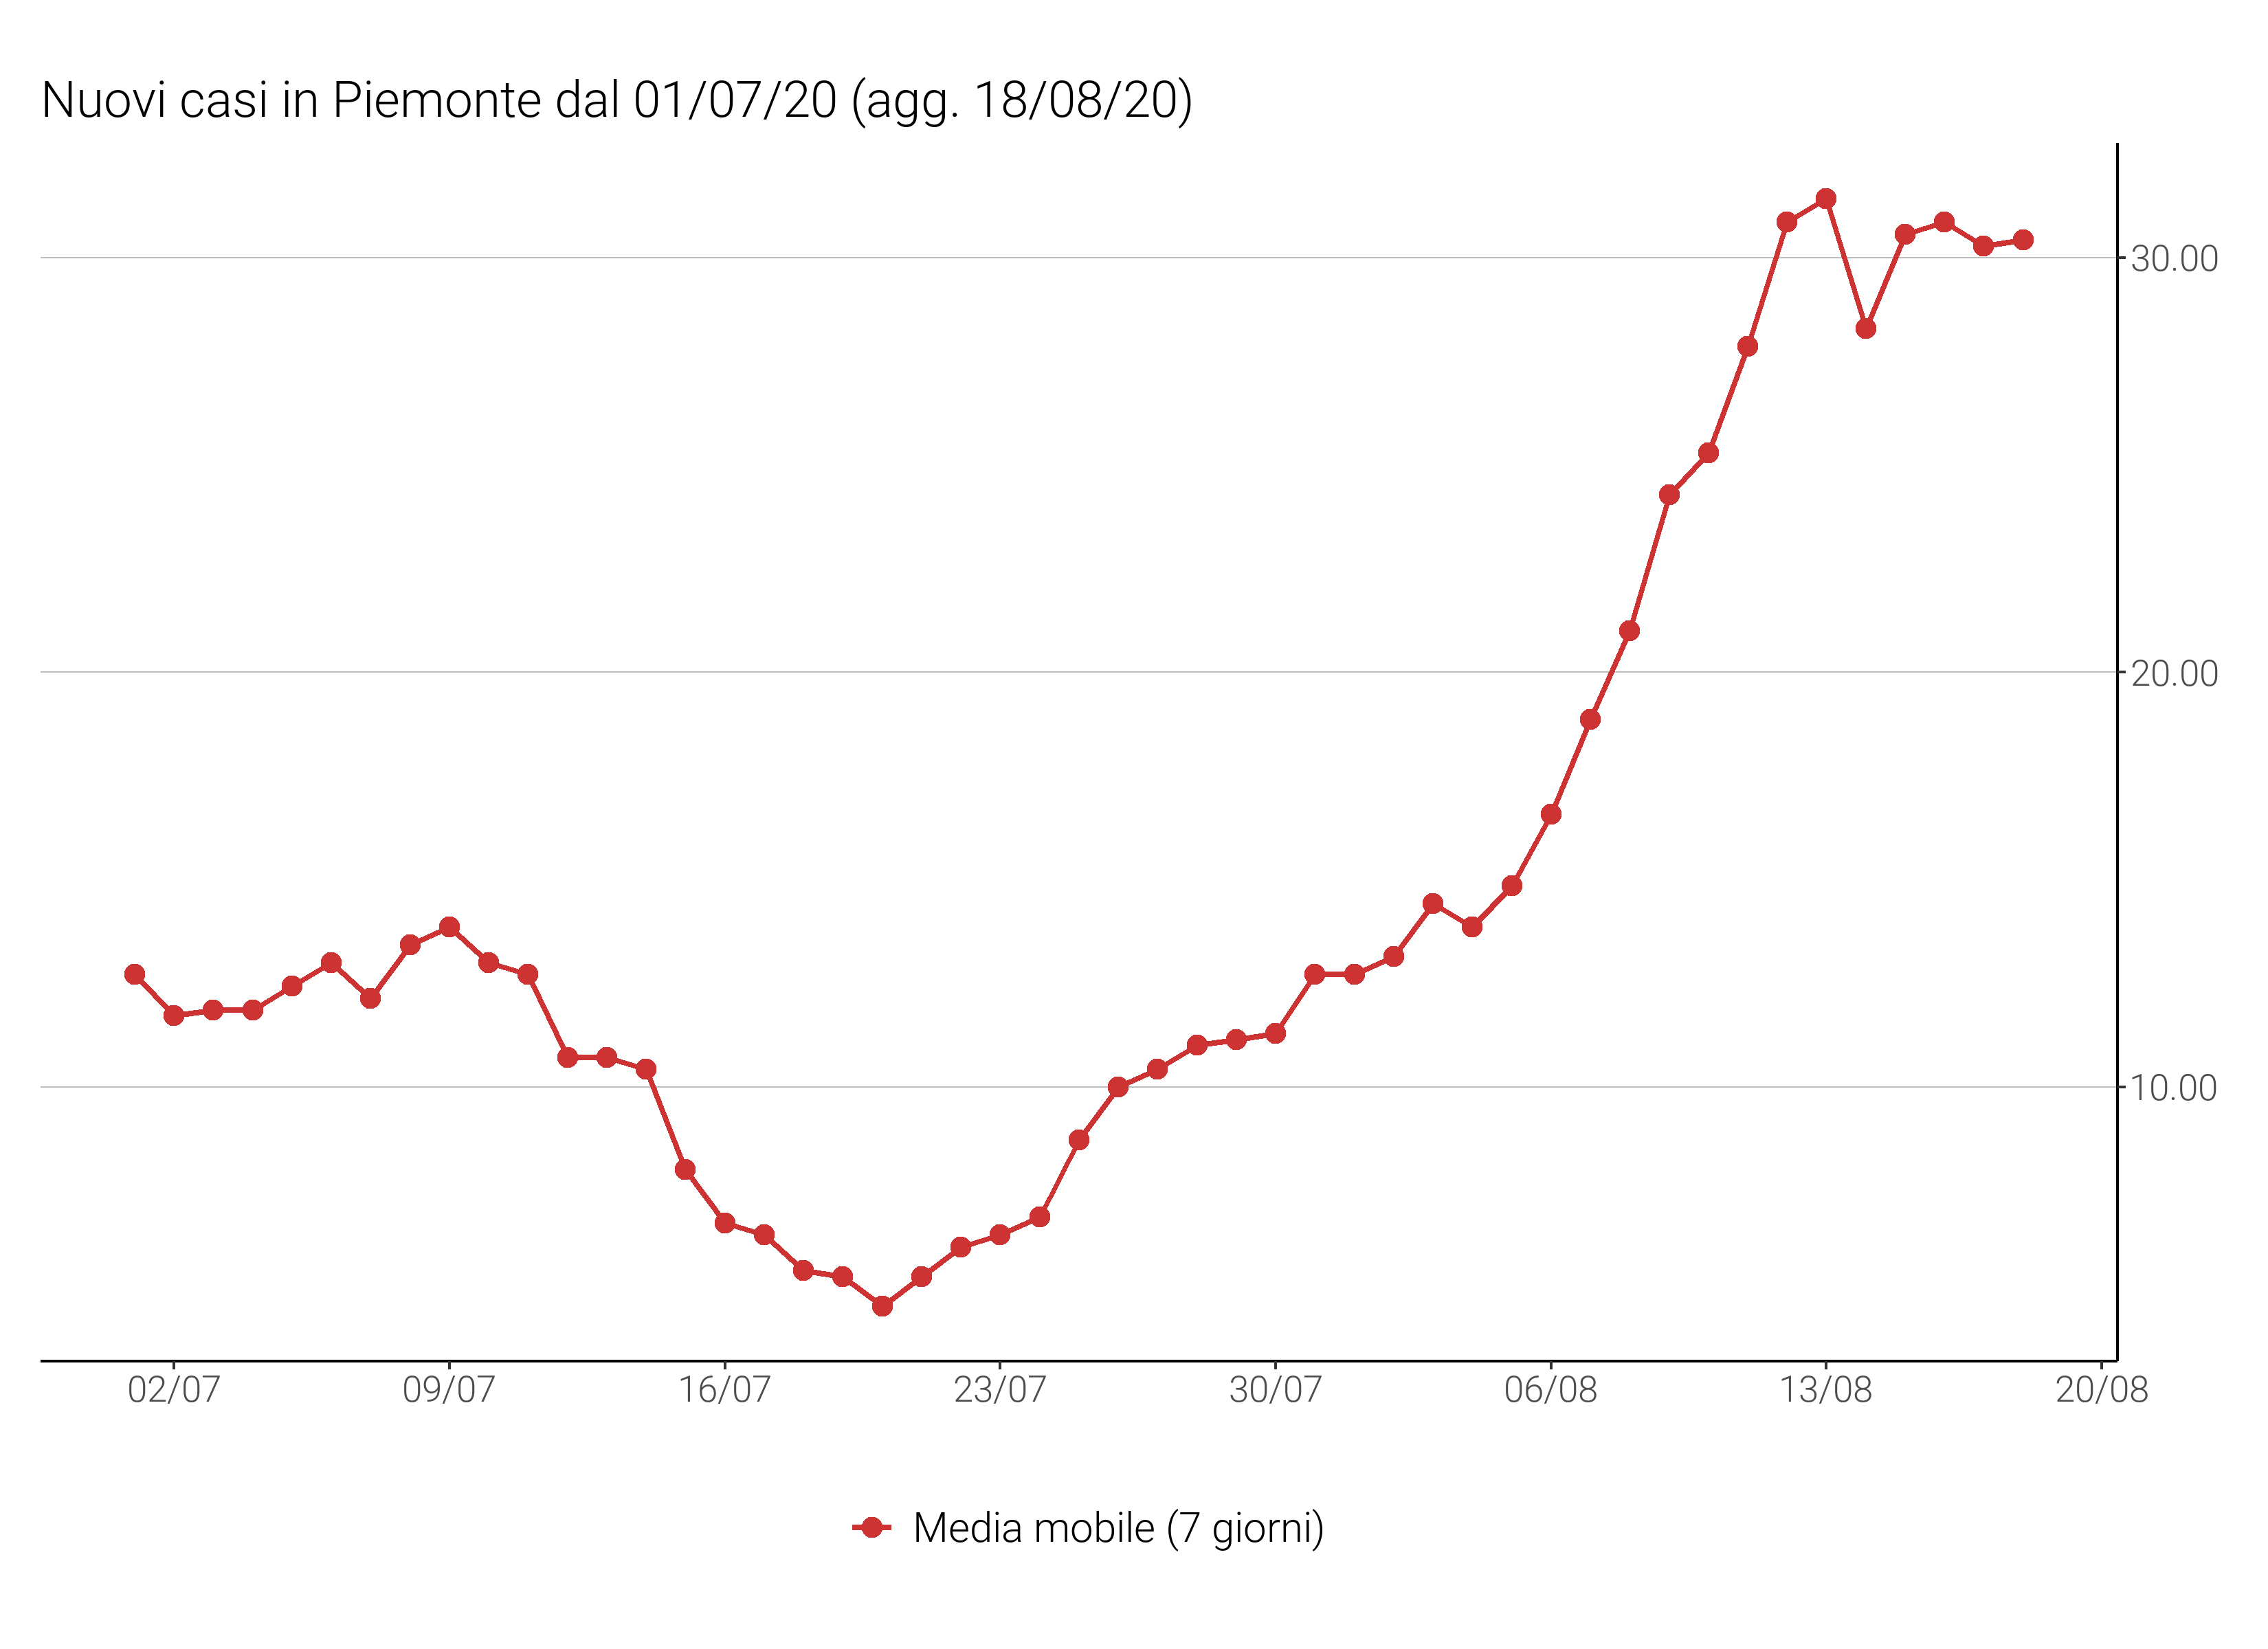 Nuovi casi in Piemonte dal 01/07/20 (agg. 18/08/20)
30.00
20.00
10.00
02/07 09/07 16/07 23/07 30/07 06/08 13/08 20/08
Media mobile (7 giorni)